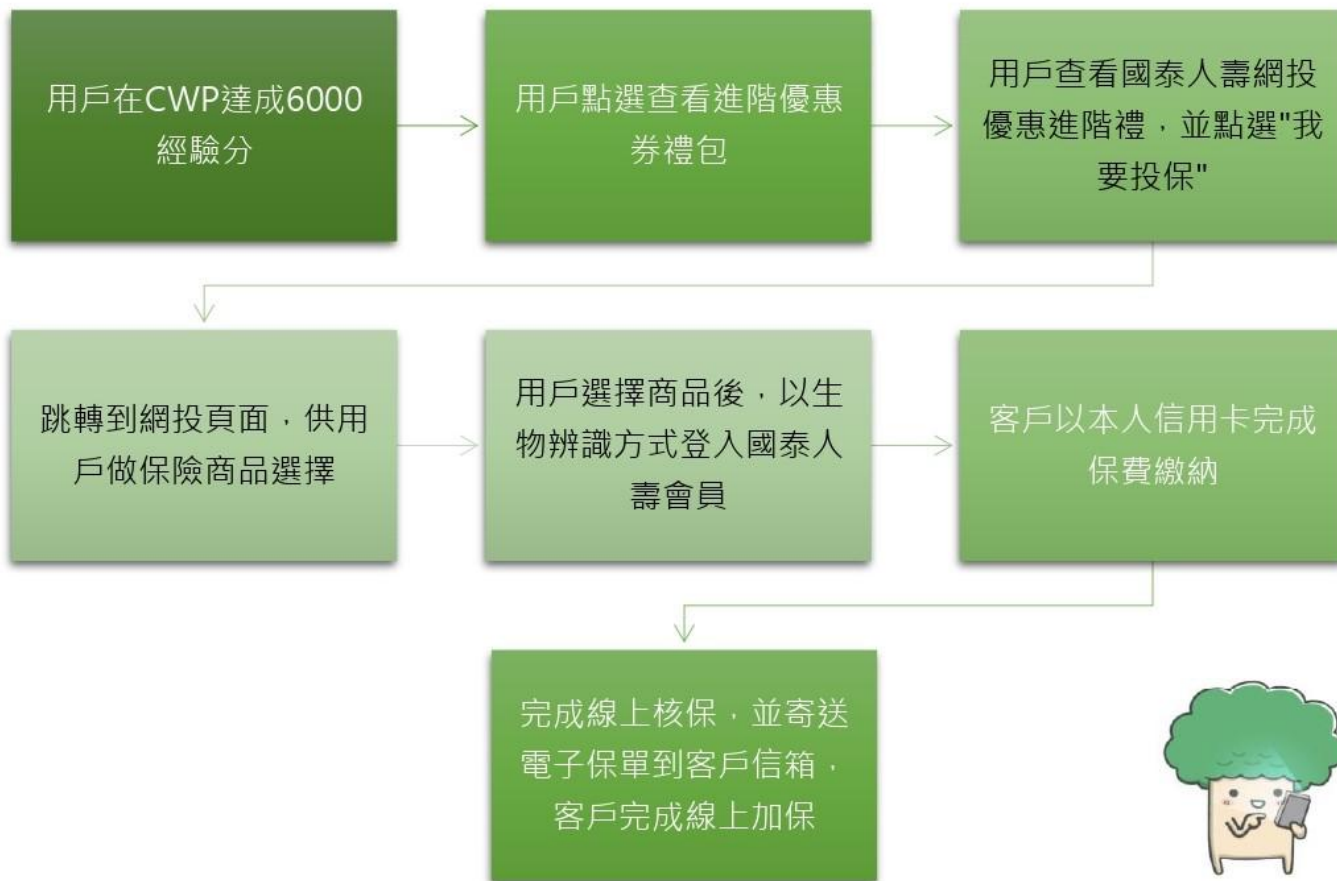 用戶在CWP達成6000
經驗分
用戶點選查看進階優惠
券禮包
用戶查看國泰人壽網投
優惠進階禮，並點選"我
要投保"
跳轉到網投頁面，供用
戶做保險商品選擇
用戶選擇商品後，以生
物辨識方式登入國泰人
壽會員
客戶以本人信用卡完成
保費繳納
完成線上核保，並寄送
電子保單到客戶信箱，
客戶完成線上加保